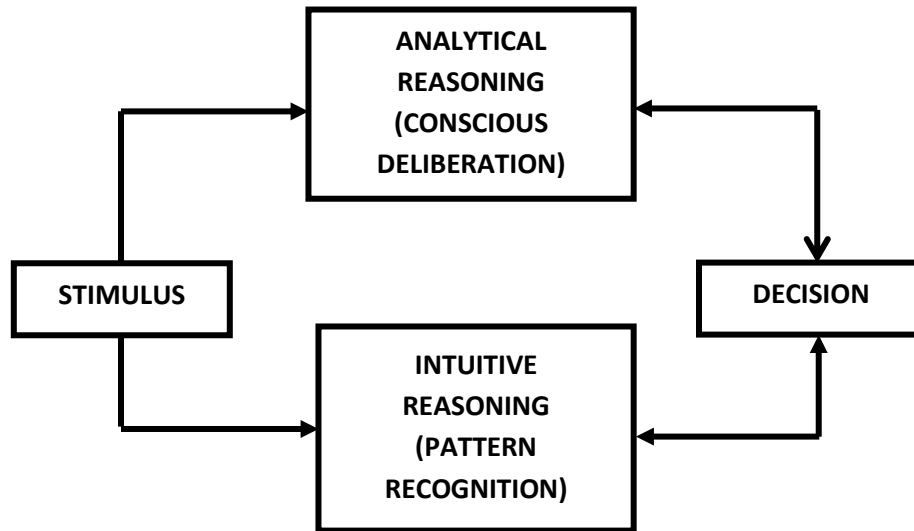 ANALYTICAL
REASONING
(CONSCIOUS
DELIBERATION)
STIMULUS
DECISION
INTUITIVE
REASONING
(PATTERN
RECOGNITION)